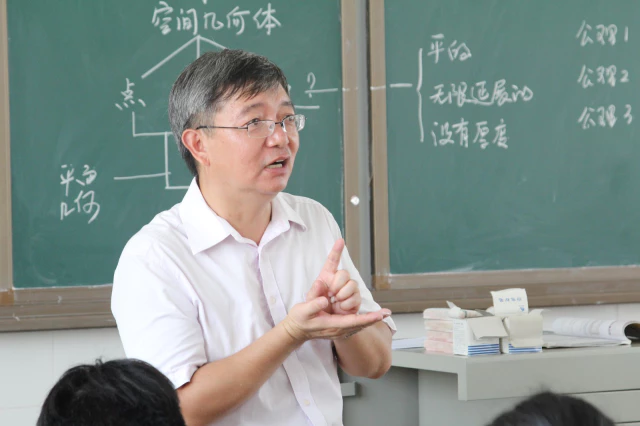 空间几何体
点
?
平面
几何
平的
无限延展的
没有厚度
公理1
公理2
公理3